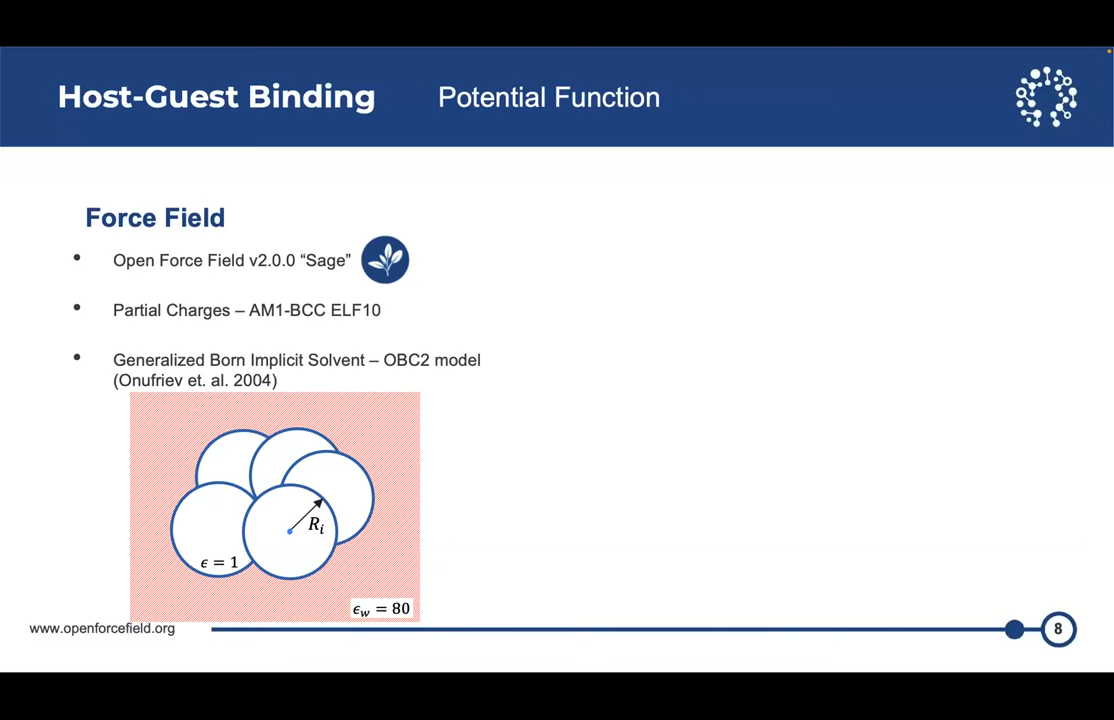 Host-Guest Binding Potential Function
Force Field
• Open Force Field v2.0.0 “Sage”
• Partial Charges – AM1-BCC ELF10
• Generalized Born Implicit Solvent – OBC2 model
(Onufriev et. al. 2004)
R_i
ϵ = 1
ϵ_w = 80
www.openforcefield.org
8